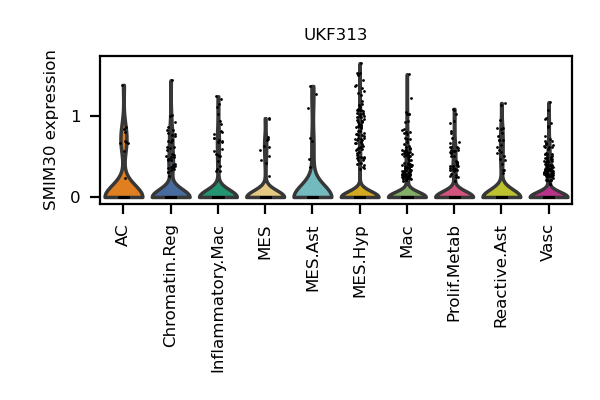 UKF313
SMIM30 expression
1
0
AC
Chromatin.Reg
Inflammatory.Mac
MES
MES.Ast
MES.Hyp
Mac
Prolif.Metab
Reactive.Ast
Vasc